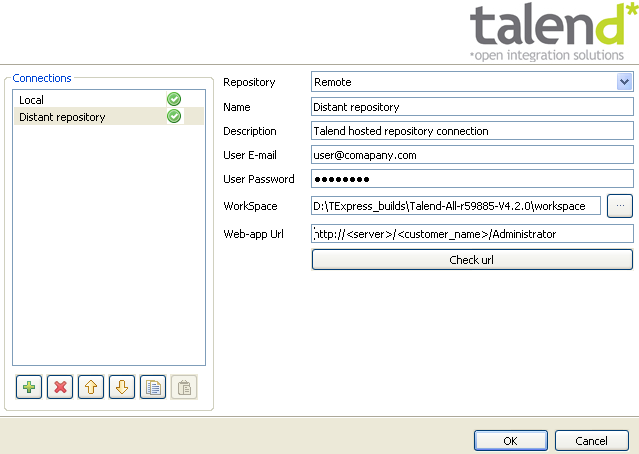 talend*
*open integration solutions
Connections
Local
Distant repository
Repository Remote
Name Distant repository
Description Talend hosted repository connection
User E-mail user@comapany.com
User Password ●●●●●●●●
WorkSpace D:\TExpress_builds\Talend-All-r59885-V4.2.0\workspace ...
Web-app Url http://<server>/<customer_name>/Administrator
Check url
OK Cancel